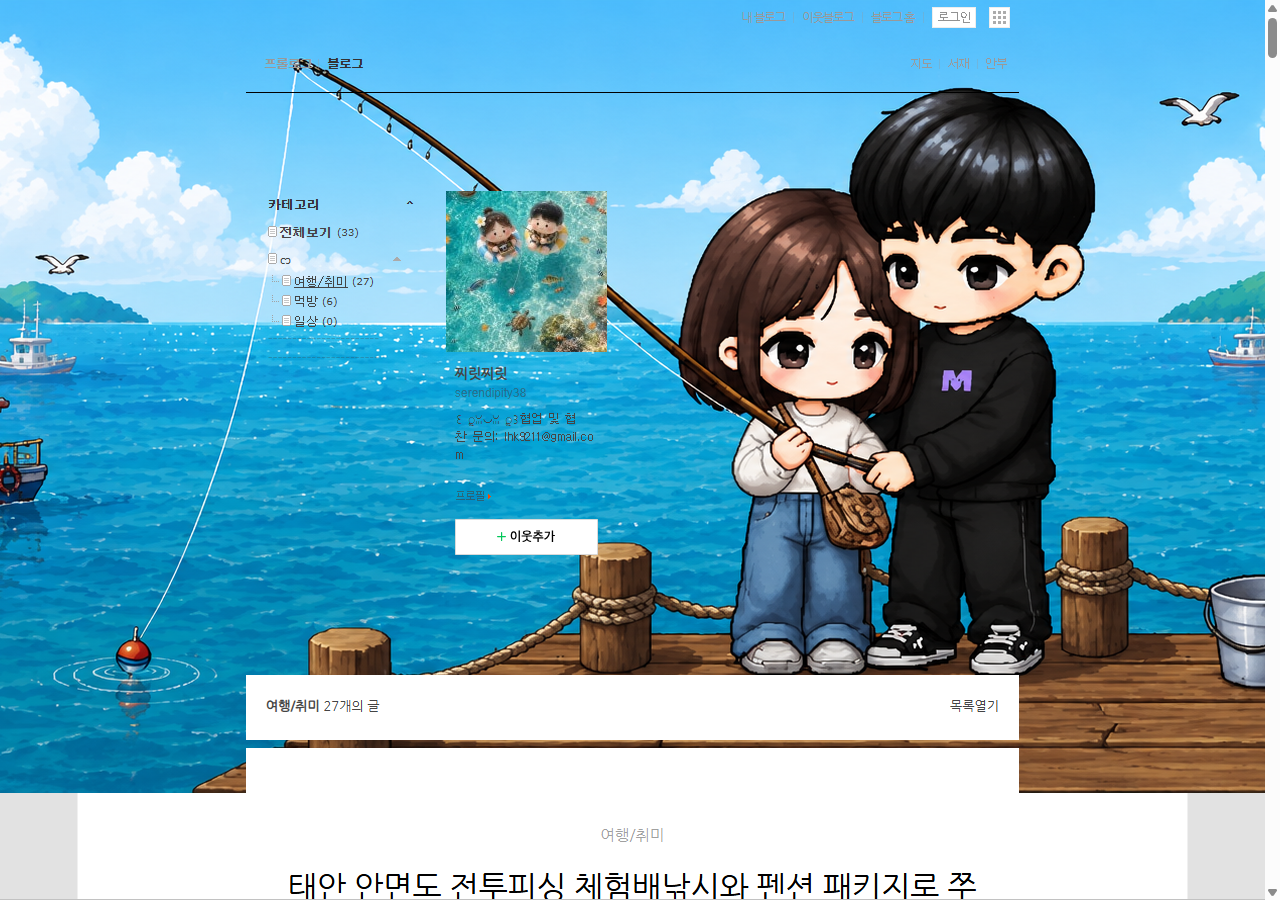 내 블로그 이웃블로그 블로그 홈 로그인
블로그
지도 서재 안부
카테고리
전체보기 (33)
여행/취미 (27)
먹방 (6)
일상 (0)
찌릿찌릿
serendipity38
협업 및 협
찬 문의: lhk9211@gmail.co
m
프로필
+ 이웃추가
M
여행/취미 27개의 글 목록열기
여행/취미
태안 안면도 전투피싱 체험배낚시와 펜션 패키지로 쭈